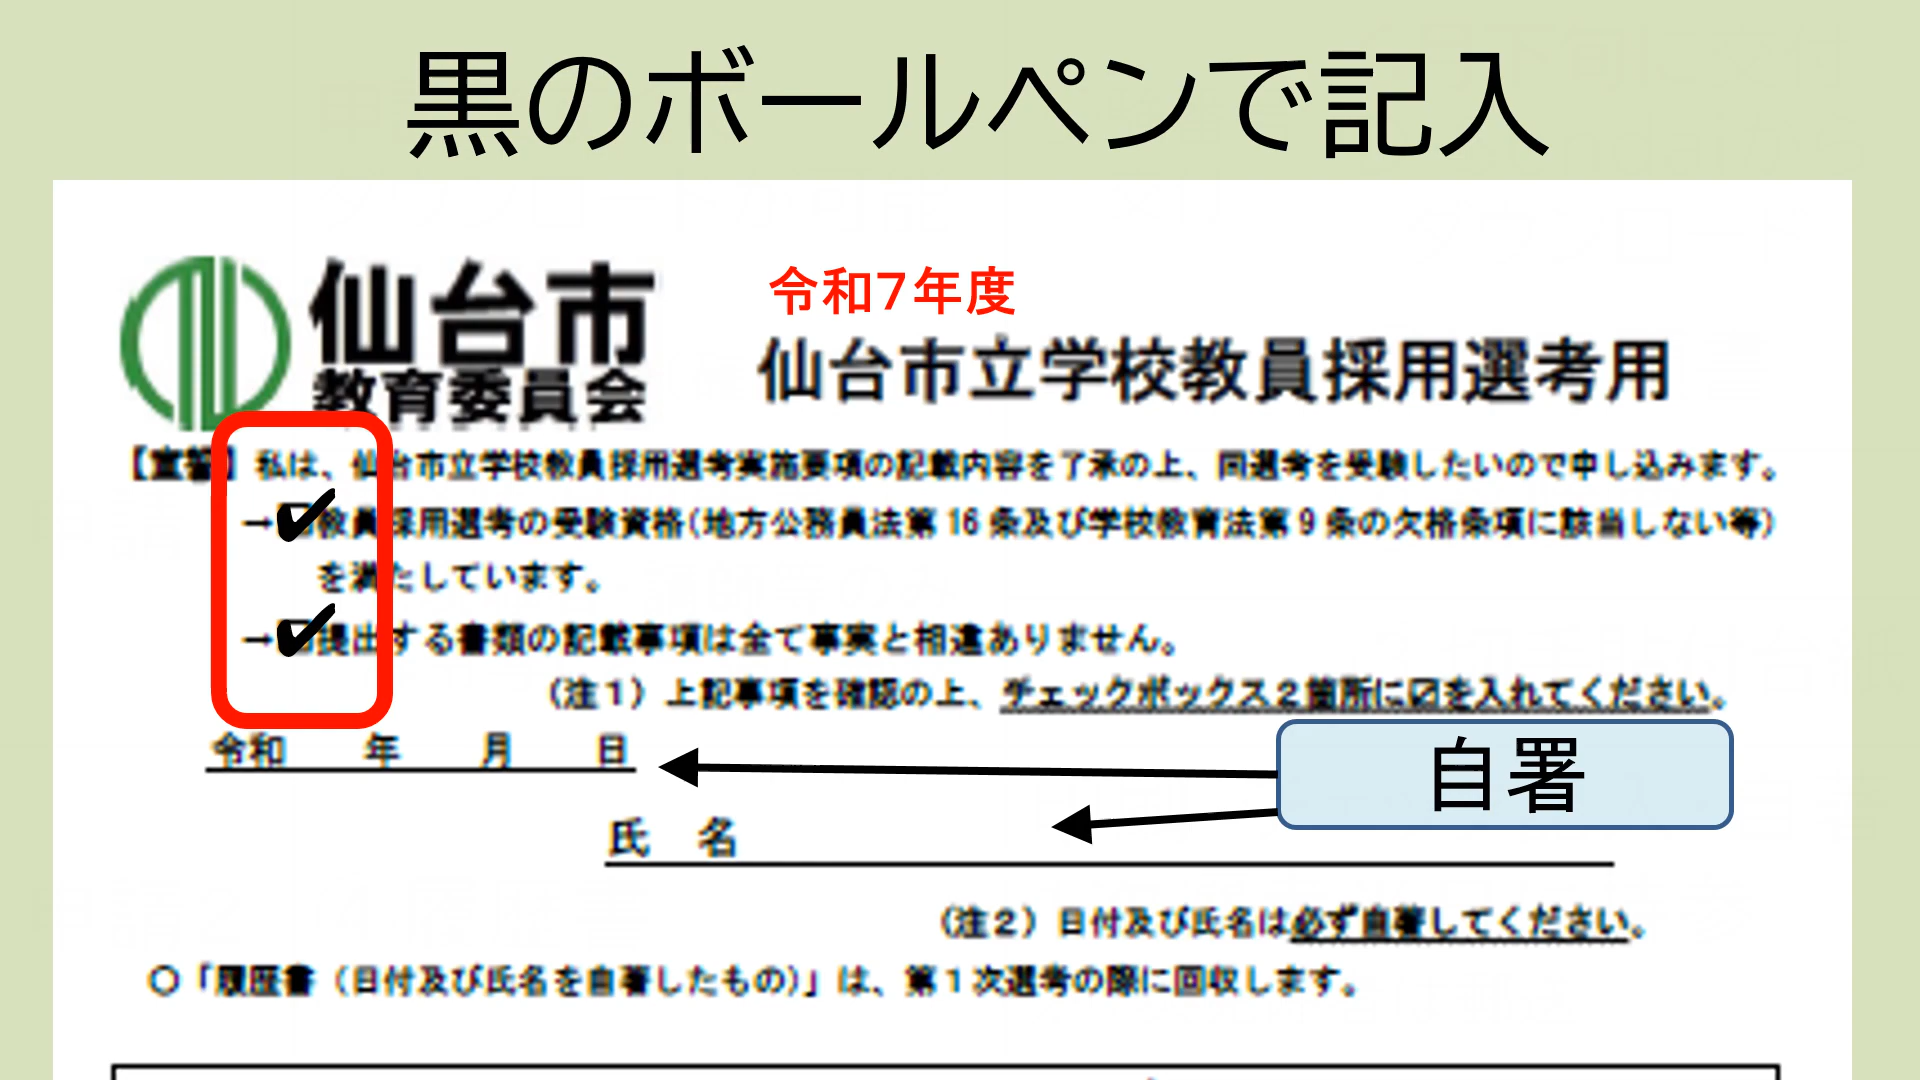 黒のボールペンで記入
仙台市
教育委員会
令和7年度
仙台市立学校教員採用選考用
【宣誓】私は、仙台市立学校教員採用選考実施要項の記載内容を了承の上、同選考を受験したいので申し込みます。
→☑教員採用選考の受験資格(地方公務員法第16条及び学校教育法第9条の欠格条項に該当しない等)
を満たしています。
→☑提出する書類の記載事項は全て事実と相違ありません。
(注1)上記事項を確認の上、チェックボックス2箇所に☑を入れてください。
令和 年 月 日
自署
氏 名
(注2)日付及び氏名は必ず自署してください。
○「履歴書(日付及び氏名を自署したもの)」は、第1次選考の際に回収します。